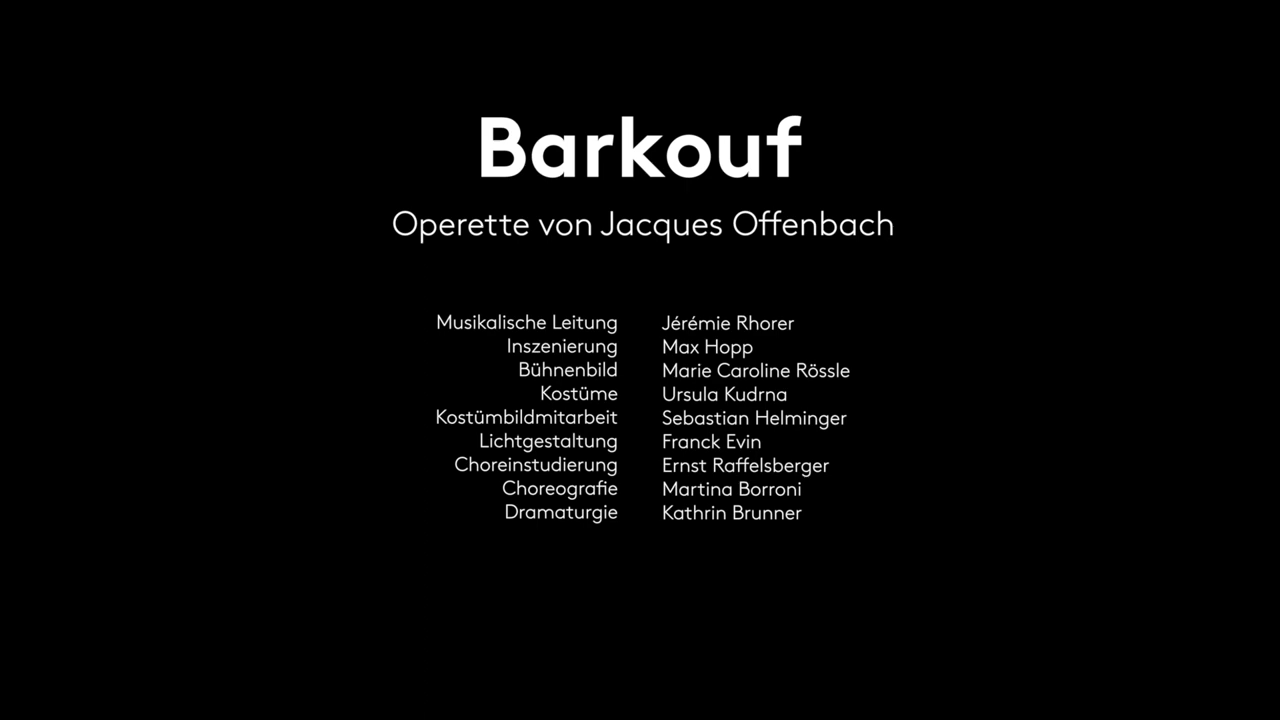 Barkouf
Operette von Jacques Offenbach
Musikalische Leitung Jérémie Rhorer
Inszenierung Max Hopp
Bühnenbild Marie Caroline Rössle
Kostüme Ursula Kudrna
Kostümbildmitarbeit Sebastian Helminger
Lichtgestaltung Franck Evin
Choreinstudierung Ernst Raffelsberger
Choreografie Martina Borroni
Dramaturgie Kathrin Brunner